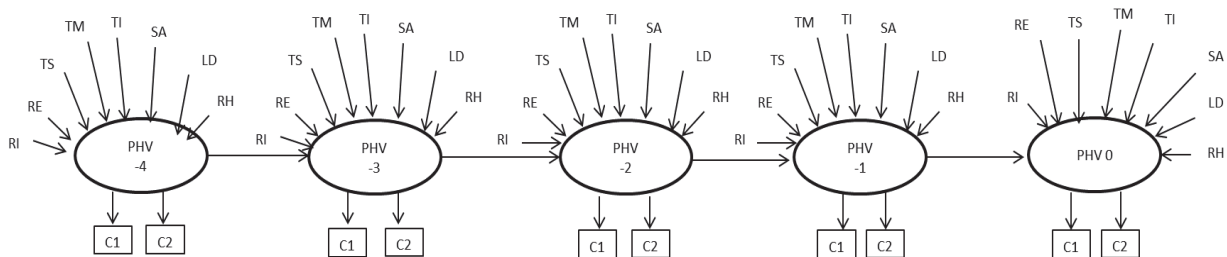 TS TM TI SA LD
RI RE RH
PHV
-4
C1 C2
TS TM TI SA LD
RI RE RH
PHV
-3
C1 C2
TS TM TI SA LD
RI RE RH
PHV
-2
C1 C2
TS TM TI SA LD
RI RE RH
PHV
-1
C1 C2
RE TS TM TI SA
RI LD
RH
PHV 0
C1 C2